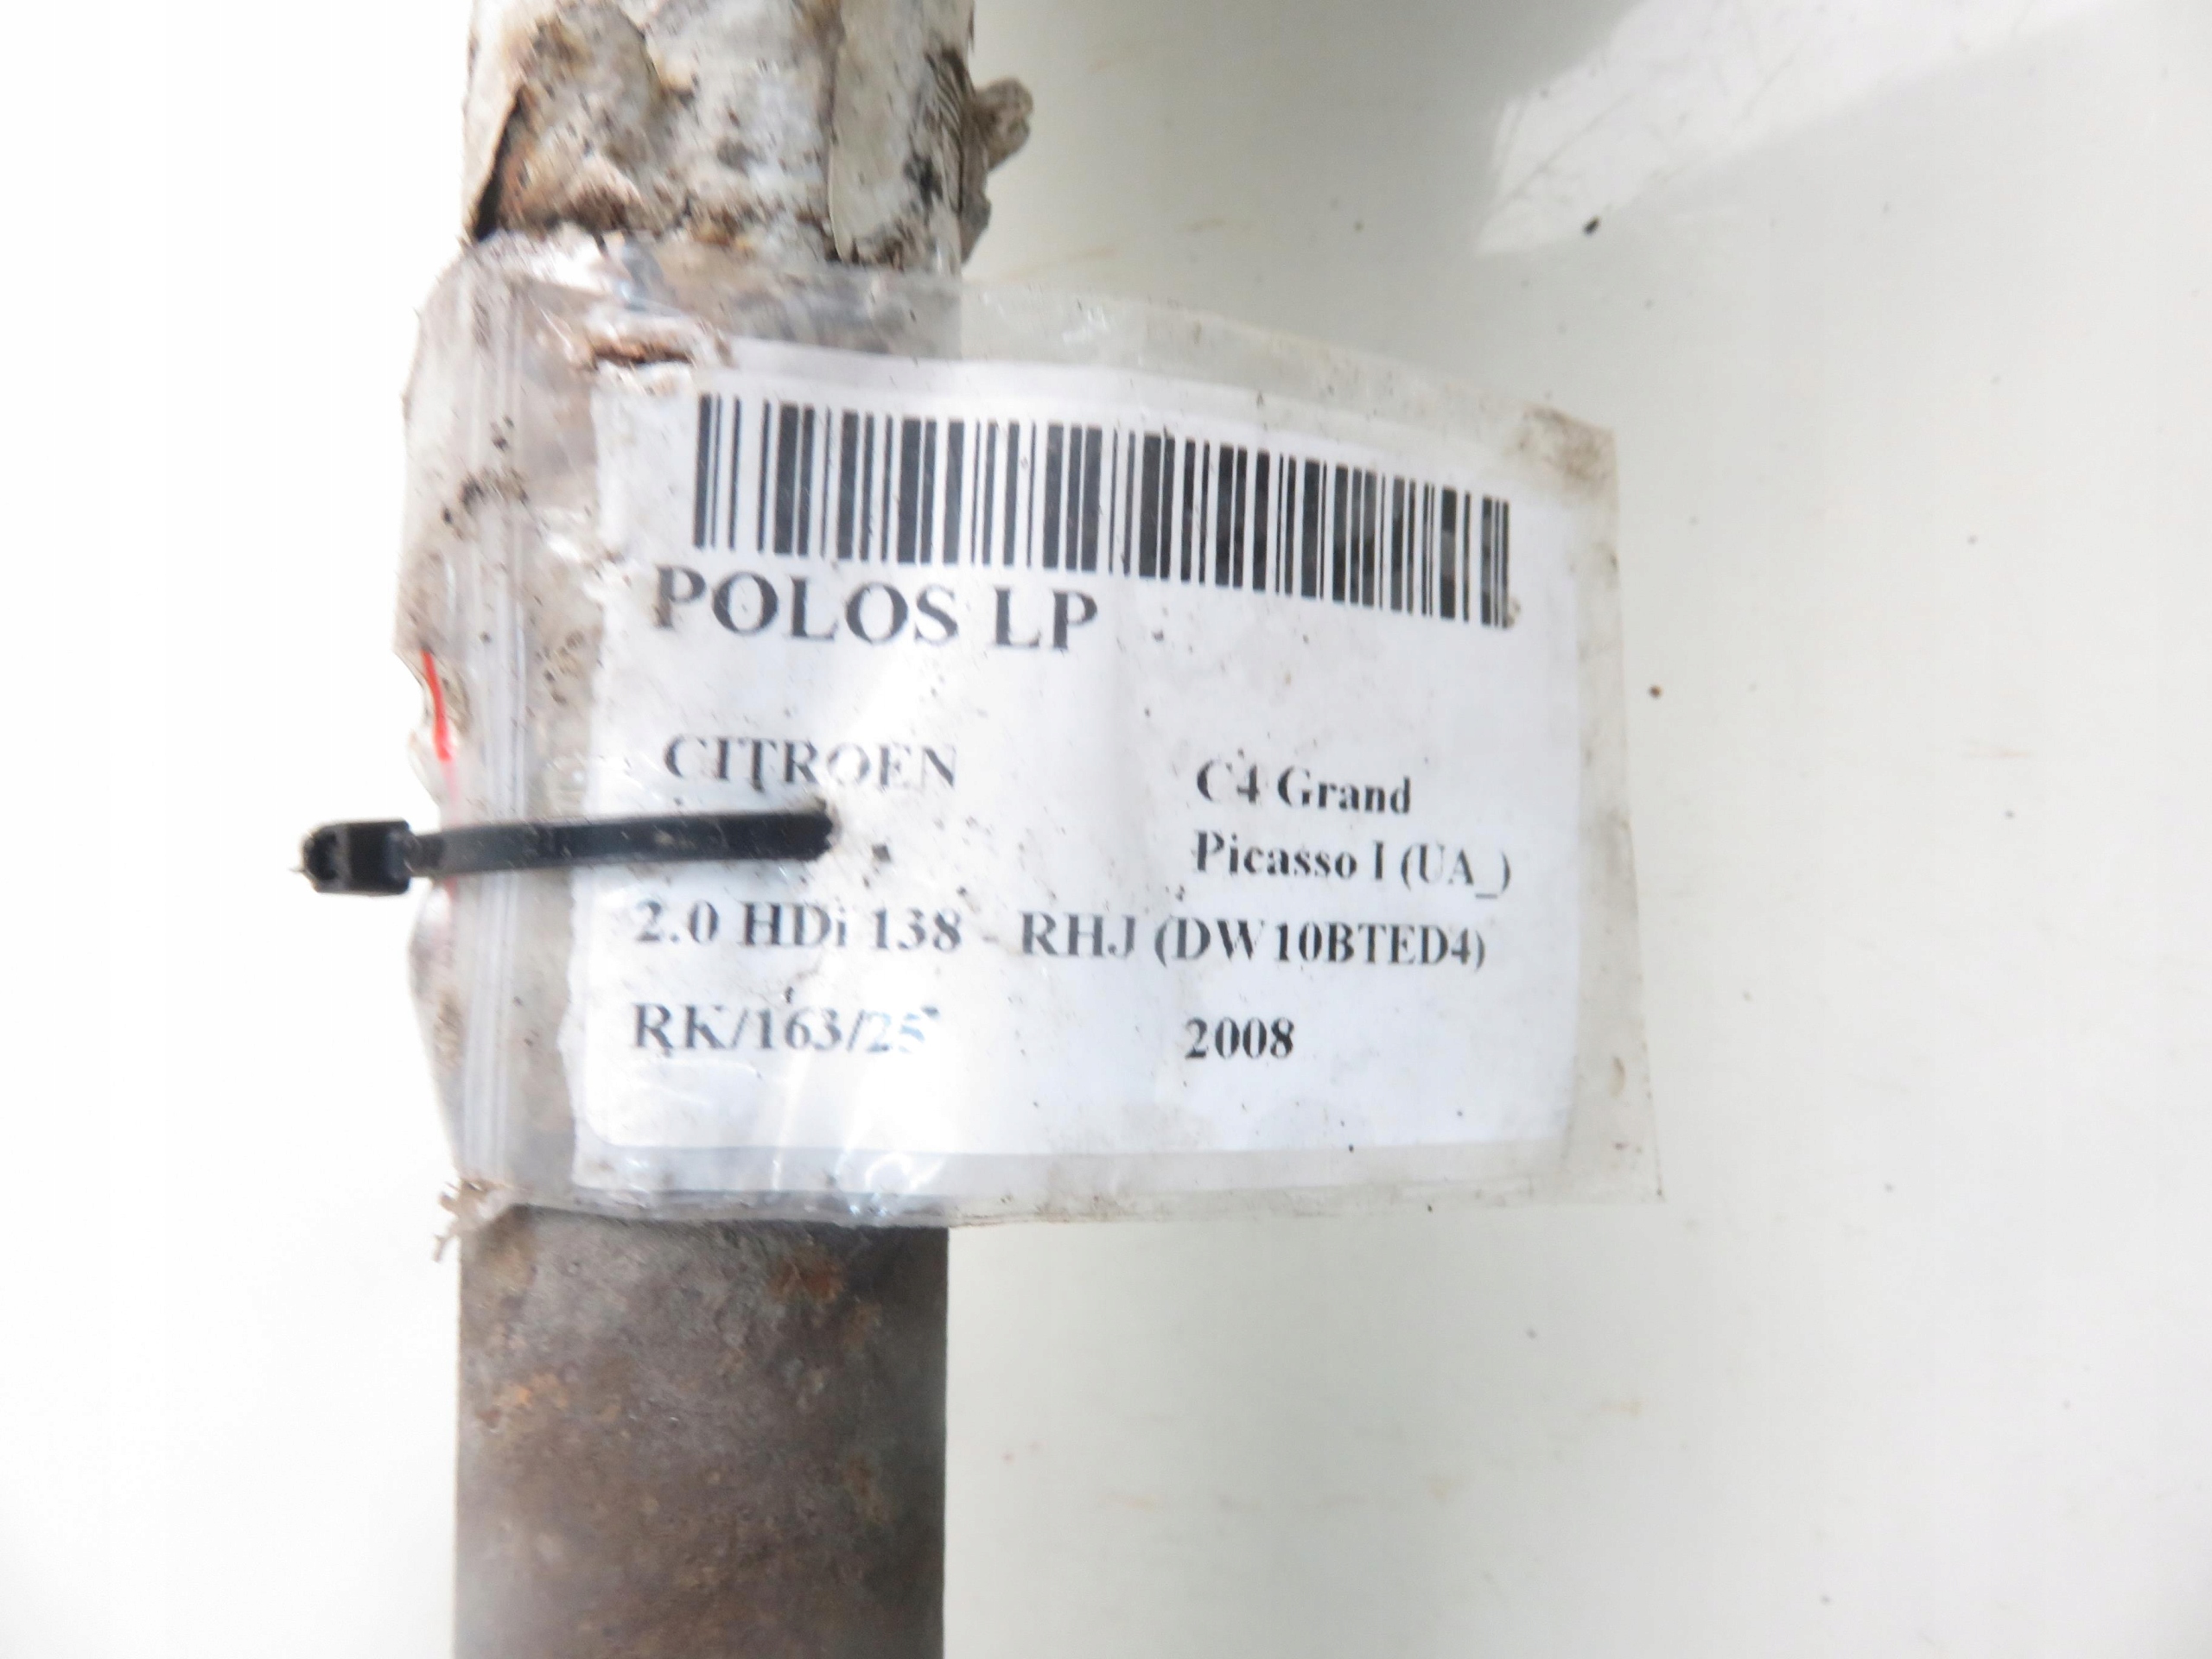 POLOS LP
CITROEN
C4 Grand
Picasso I (UA_)
2.0 HDi 138 - RHJ (DW10BTED4)
RK/163/25
2008